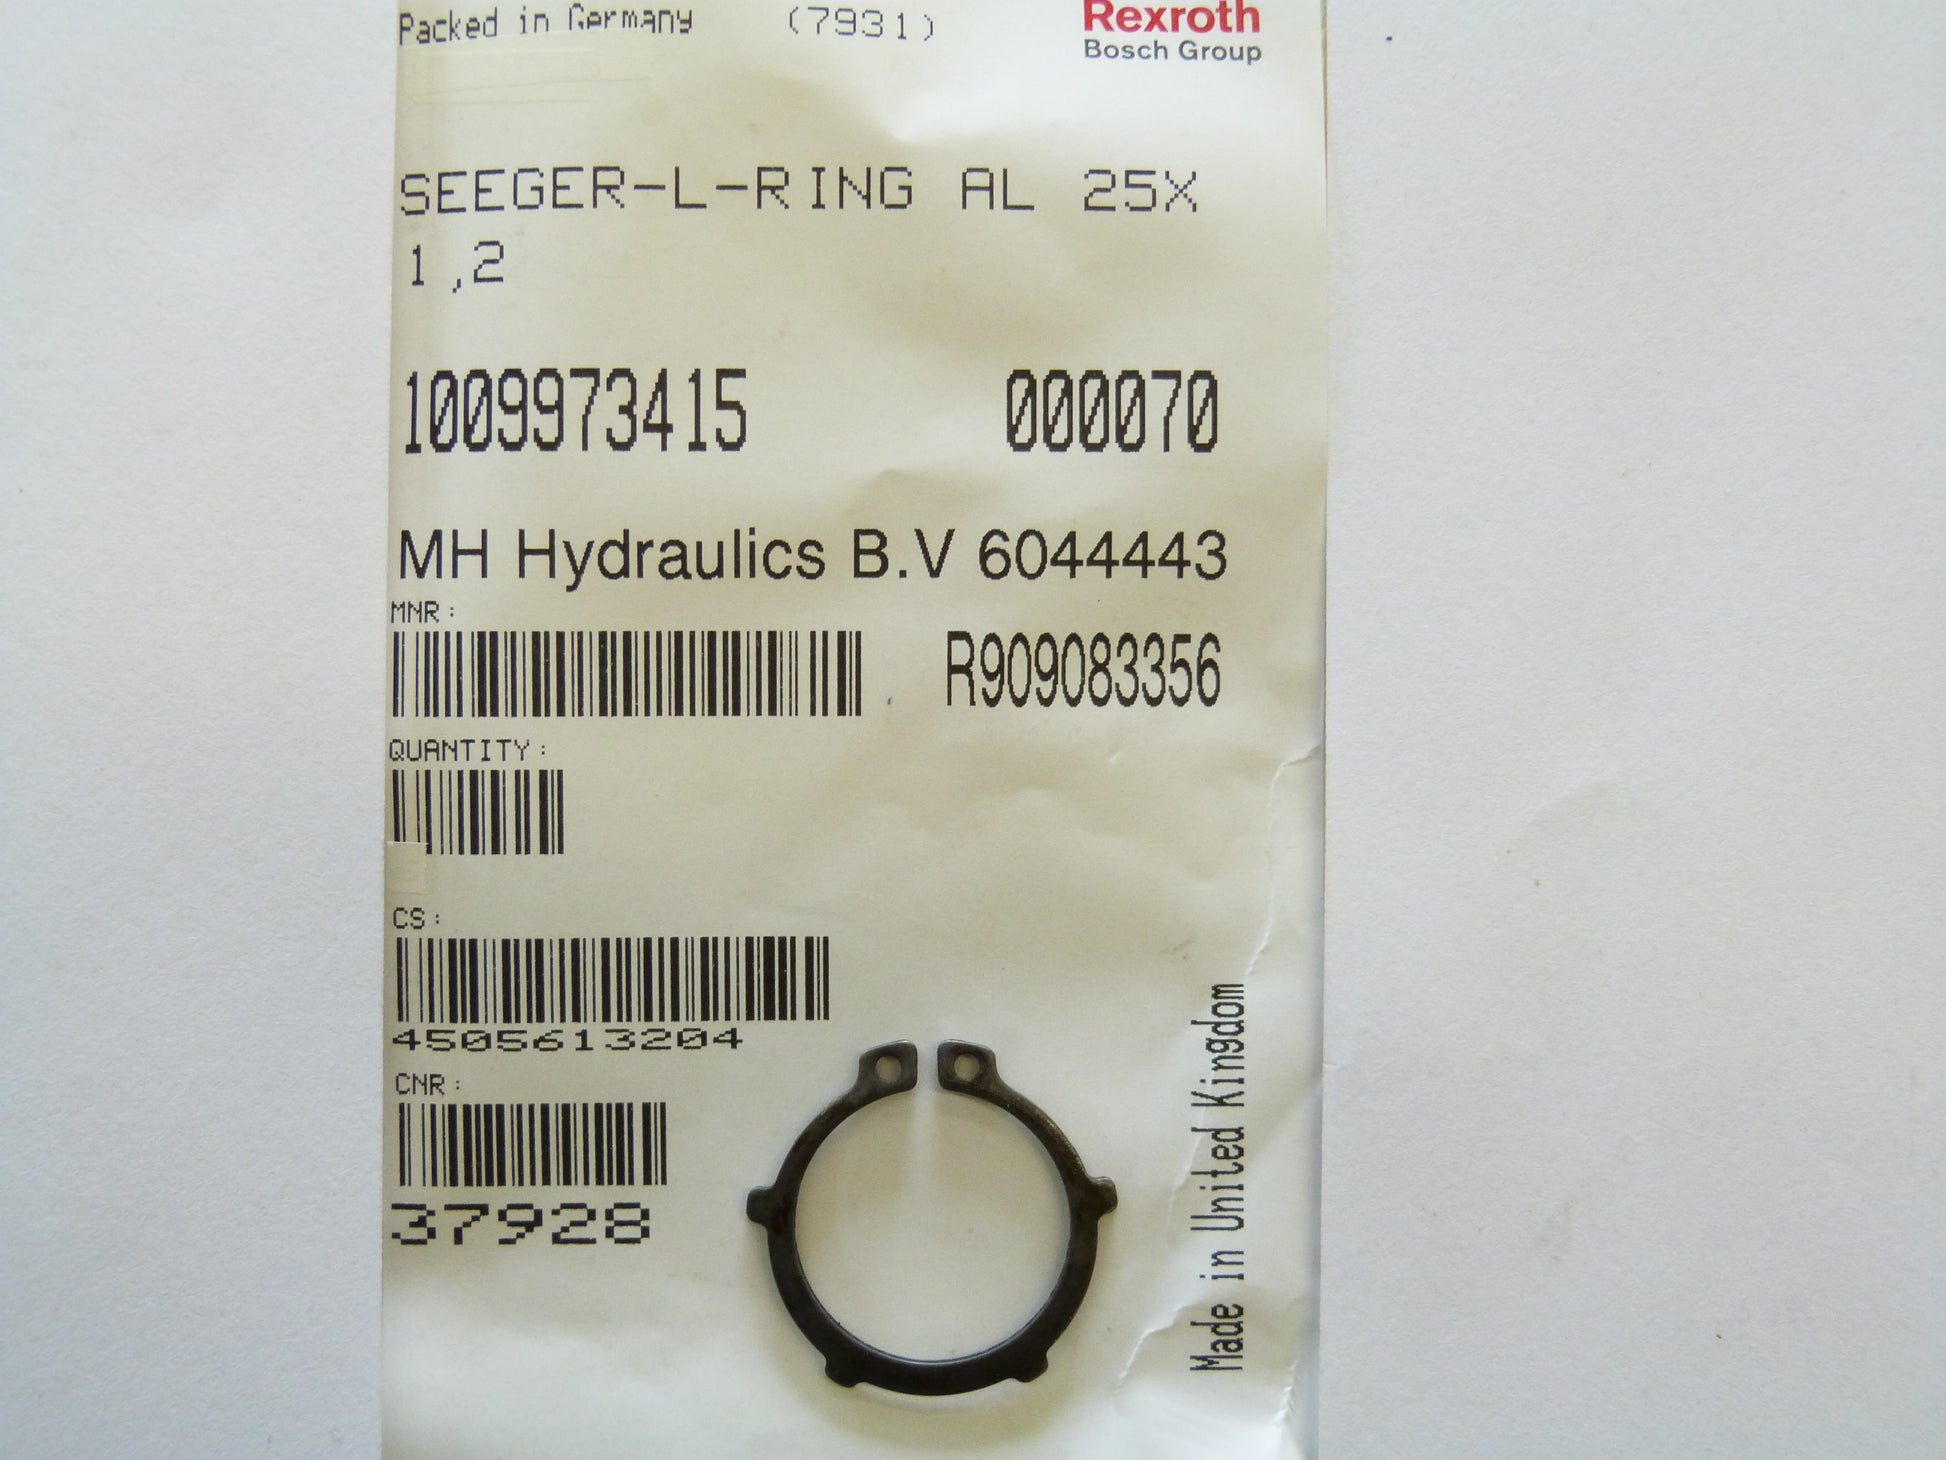 Packed in Germany (7931)
Rexroth
Bosch Group
SEEGER-L-RING AL 25X
1,2
1009973415 000070
MH Hydraulics B.V 6044443
MNR:
R909083356
QUANTITY:
CS:
4505613204
CNR:
37928
Made in United Kingdom